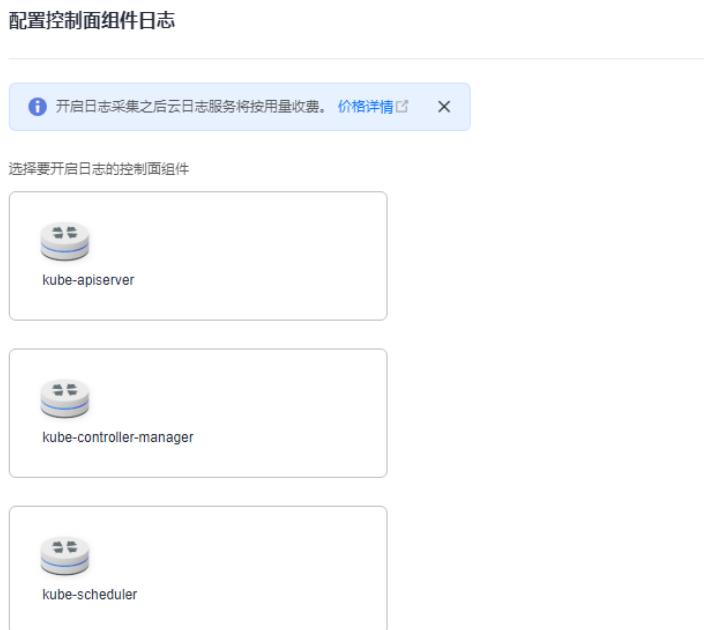 配置控制面组件日志
开启日志采集之后云日志服务将按用量收费。 价格详情
选择要开启日志的控制面组件
kube-apiserver
kube-controller-manager
kube-scheduler